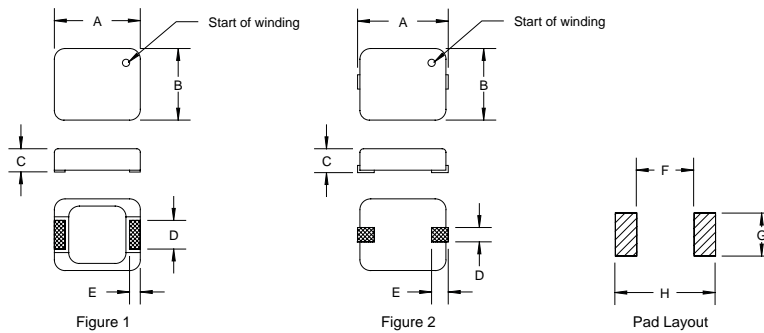 A
Start of winding
B
C
D
E
Figure 1
A
Start of winding
B
C
D
E
Figure 2
F
G
H
Pad Layout